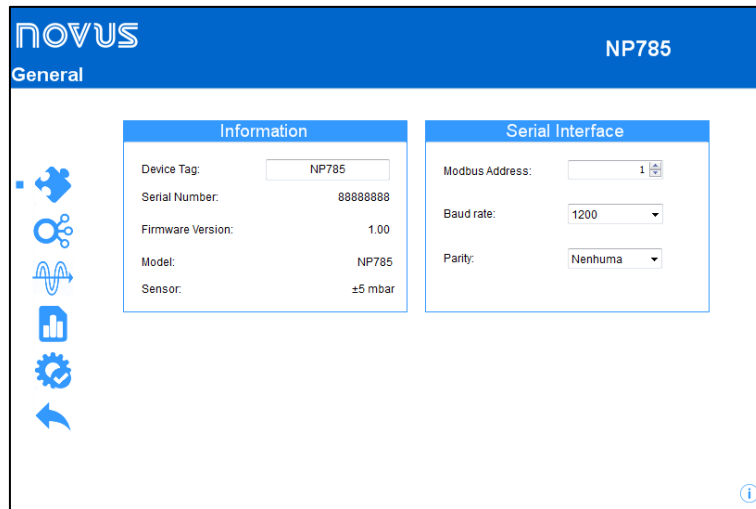 novus
NP785
General
Information
Device Tag: NP785
Serial Number: 88888888
Firmware Version: 1.00
Model: NP785
Sensor: ±5 mbar
Serial Interface
Modbus Address: 1
Baud rate: 1200
Parity: Nenhuma
i